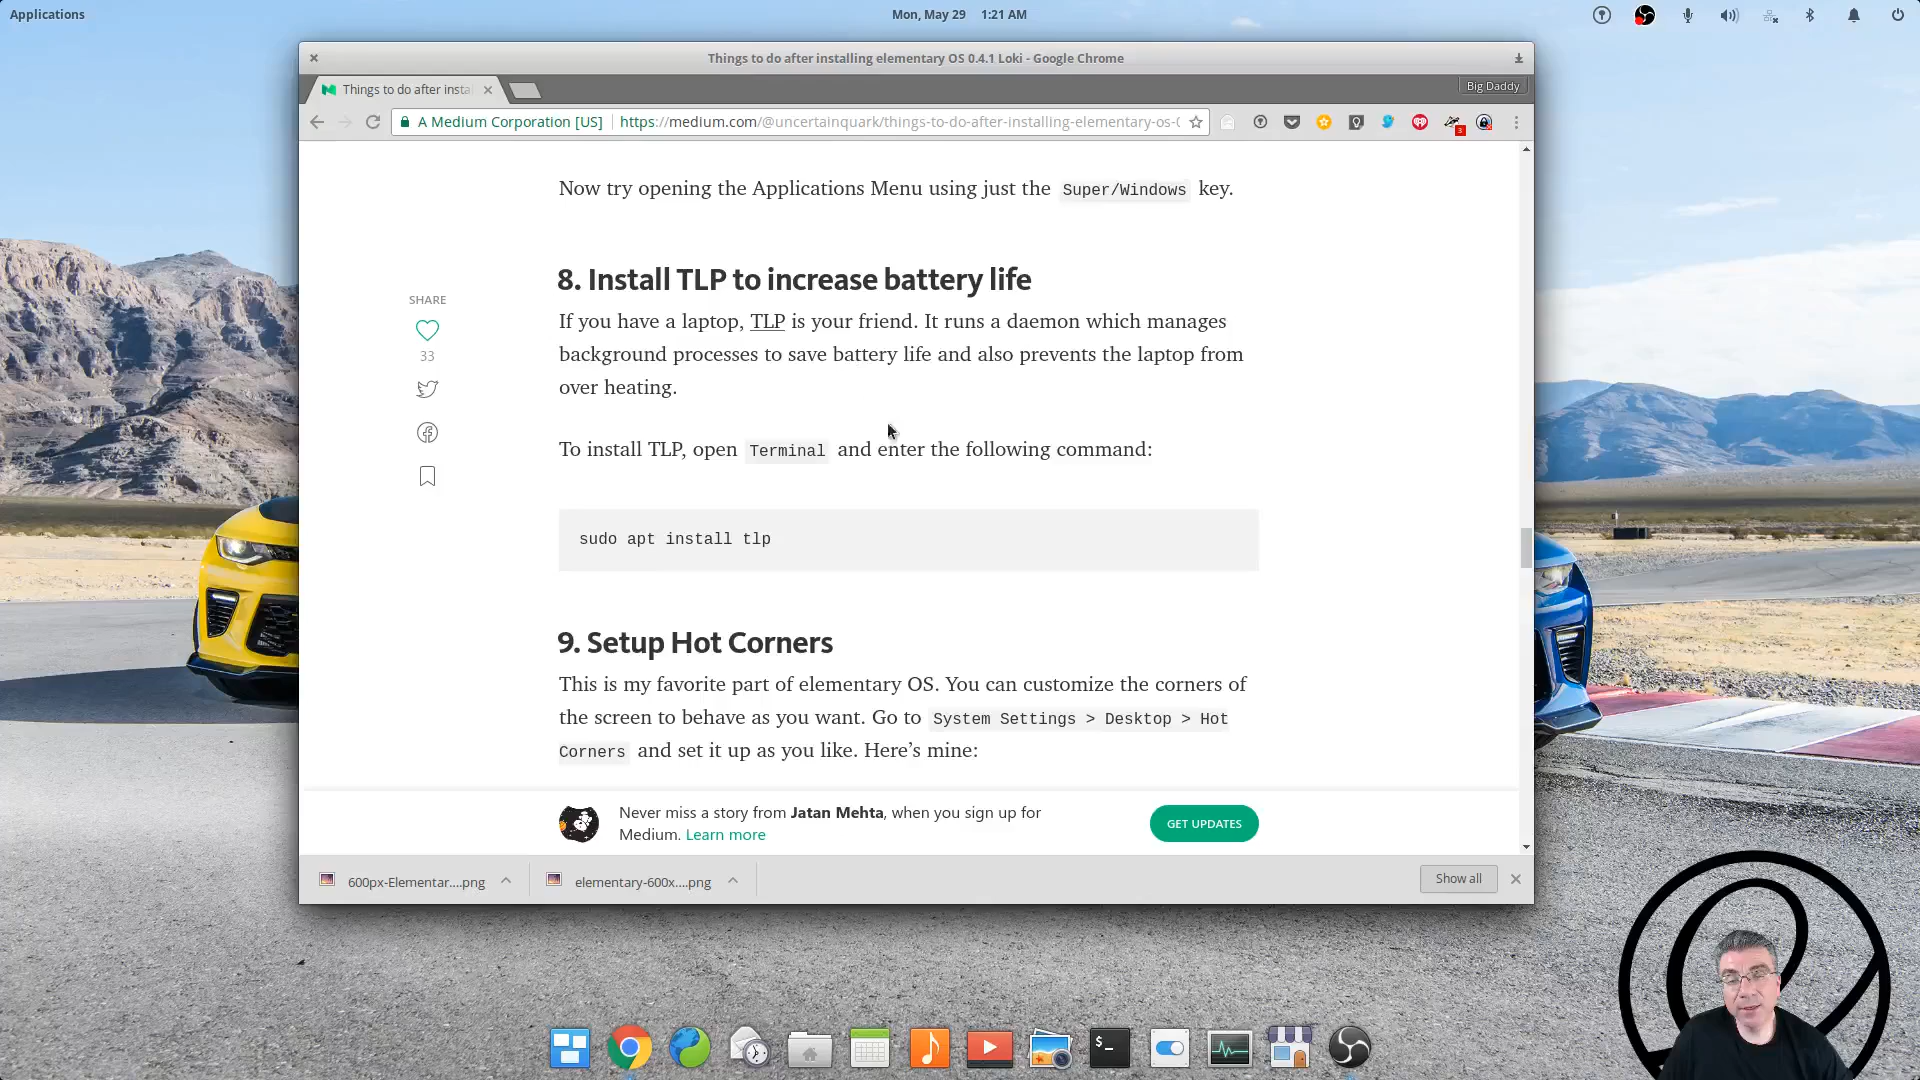 Applications
Mon, May 29 1:21 AM
Things to do after installing elementary OS 0.4.1 Loki - Google Chrome
Things to do after insta
Big Daddy
A Medium Corporation [US]
https://medium.com/@uncertainquark/things-to-do-after-installing-elementary-os-0
3
Now try opening the Applications Menu using just the Super/Windows key.
8. Install TLP to increase battery life
SHARE
33
If you have a laptop, TLP is your friend. It runs a daemon which manages
background processes to save battery life and also prevents the laptop from
over heating.
To install TLP, open Terminal and enter the following command:
sudo apt install tlp
9. Setup Hot Corners
This is my favorite part of elementary OS. You can customize the corners of
the screen to behave as you want. Go to System Settings > Desktop > Hot
Corners and set it up as you like. Here’s mine:
Never miss a story from Jatan Mehta, when you sign up for
Medium. Learn more
GET UPDATES
600px-Elementar....png
elementary-600x....png
Show all
$_